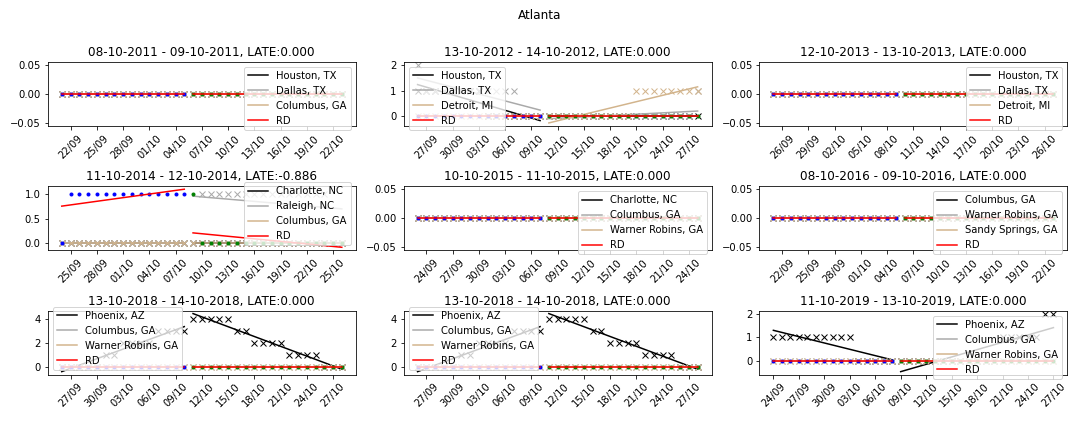 Atlanta
08-10-2011 - 09-10-2011, LATE:0.000
0.05
0.00
−0.05
Houston, TX
Dallas, TX
Columbus, GA
RD
22/09 25/09 28/09 01/10 04/10 07/10 10/10 13/10 16/10 19/10 22/10
13-10-2012 - 14-10-2012, LATE:0.000
2
1
0
Houston, TX
Dallas, TX
Detroit, MI
RD
27/09 30/09 03/10 06/10 09/10 12/10 15/10 18/10 21/10 24/10 27/10
12-10-2013 - 13-10-2013, LATE:0.000
0.05
0.00
−0.05
Houston, TX
Dallas, TX
Detroit, MI
RD
26/09 29/09 02/10 05/10 08/10 11/10 14/10 17/10 20/10 23/10 26/10
11-10-2014 - 12-10-2014, LATE:-0.886
1.0
0.5
0.0
Charlotte, NC
Raleigh, NC
Columbus, GA
RD
25/09 28/09 01/10 04/10 07/10 10/10 13/10 16/10 19/10 22/10 25/10
10-10-2015 - 11-10-2015, LATE:0.000
0.05
0.00
−0.05
Charlotte, NC
Columbus, GA
Warner Robins, GA
RD
24/09 27/09 30/09 03/10 06/10 09/10 12/10 15/10 18/10 21/10 24/10
08-10-2016 - 09-10-2016, LATE:0.000
0.05
0.00
−0.05
Columbus, GA
Warner Robins, GA
Sandy Springs, GA
RD
22/09 25/09 28/09 01/10 04/10 07/10 10/10 13/10 16/10 19/10 22/10
13-10-2018 - 14-10-2018, LATE:0.000
4
2
0
Phoenix, AZ
Columbus, GA
Warner Robins, GA
RD
27/09 30/09 03/10 06/10 09/10 12/10 15/10 18/10 21/10 24/10 27/10
13-10-2018 - 14-10-2018, LATE:0.000
4
2
0
Phoenix, AZ
Columbus, GA
Warner Robins, GA
RD
27/09 30/09 03/10 06/10 09/10 12/10 15/10 18/10 21/10 24/10 27/10
11-10-2019 - 13-10-2019, LATE:0.000
2
1
0
Phoenix, AZ
Columbus, GA
Warner Robins, GA
RD
24/09 27/09 30/09 03/10 06/10 09/10 12/10 15/10 18/10 21/10 24/10 27/10